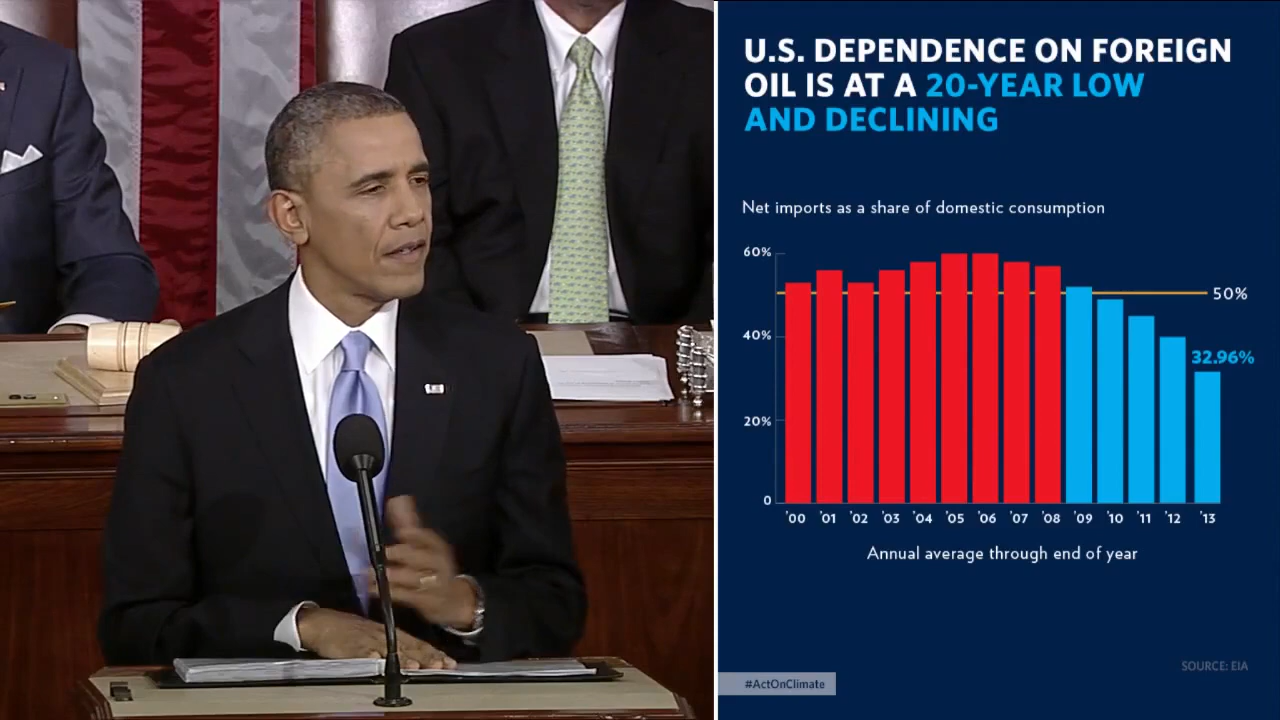 U.S. DEPENDENCE ON FOREIGN
OIL IS AT A 20-YEAR LOW
AND DECLINING
Net imports as a share of domestic consumption
60%
50%
40%
32.96%
20%
0
'00 '01 '02 '03 '04 '05 '06 '07 '08 '09 '10 '11 '12 '13
Annual average through end of year
SOURCE: EIA
#ActOnClimate